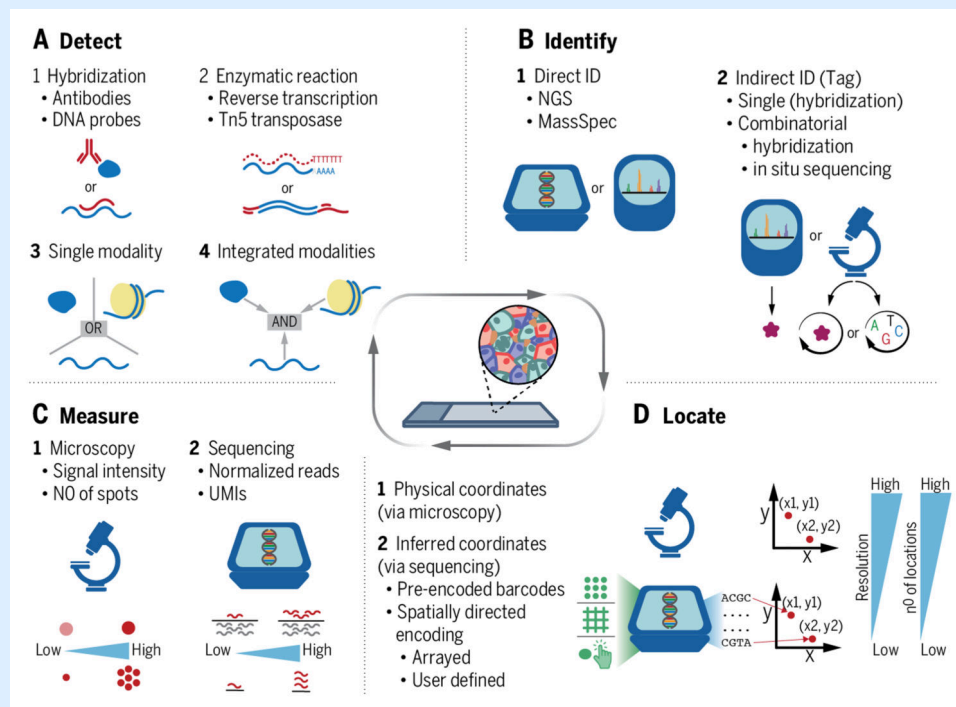 A Detect
1 Hybridization
• Antibodies
• DNA probes
or
2 Enzymatic reaction
• Reverse transcription
• Tn5 transposase
TTTTTTT
AAAA
or
3 Single modality
OR
4 Integrated modalities
AND
B Identify
1 Direct ID
• NGS
• MassSpec
or
2 Indirect ID (Tag)
• Single (hybridization)
• Combinatorial
• hybridization
• in situ sequencing
or
or
A T
G C
C Measure
1 Microscopy
• Signal intensity
• N0 of spots
Low High
2 Sequencing
• Normalized reads
• UMIs
Low High
D Locate
1 Physical coordinates
(via microscopy)
2 Inferred coordinates
(via sequencing)
• Pre-encoded barcodes
• Spatially directed
encoding
• Arrayed
• User defined
y
(x1, y1)
(x2, y2)
X
ACGC
....
....
CGTA
y
(x1, y1)
(x2, y2)
X
High
Resolution
Low
High
n0 of locations
Low